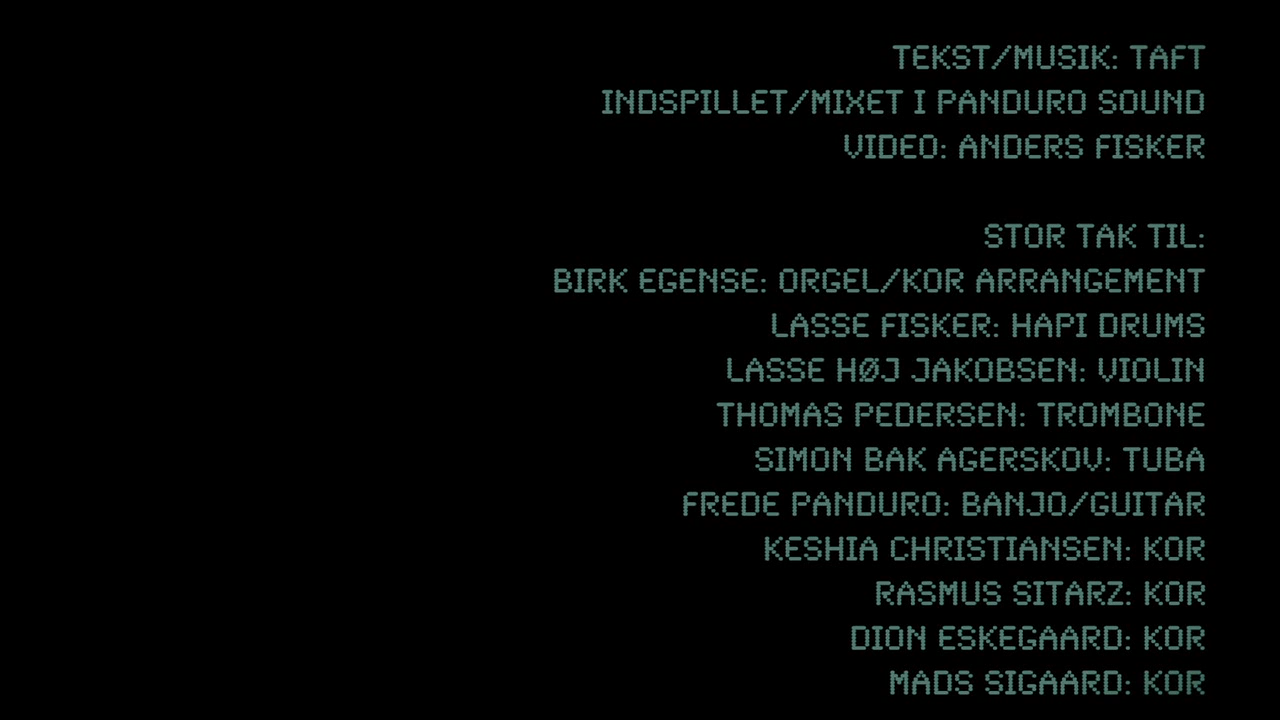 TEKST/MUSIK: TAFT
INDSPILLET/MIXET I PANDURO SOUND
VIDEO: ANDERS FISKER
STOR TAK TIL:
BIRK EGENSE: ORGEL/KOR ARRANGEMENT
LASSE FISKER: HAPI DRUMS
LASSE HØJ JAKOBSEN: VIOLIN
THOMAS PEDERSEN: TROMBONE
SIMON BAK AGERSKOV: TUBA
FREDE PANDURO: BANJO/GUITAR
KESHIA CHRISTIANSEN: KOR
RASMUS SITARZ: KOR
DION ESKEGAARD: KOR
MADS SIGAARD: KOR